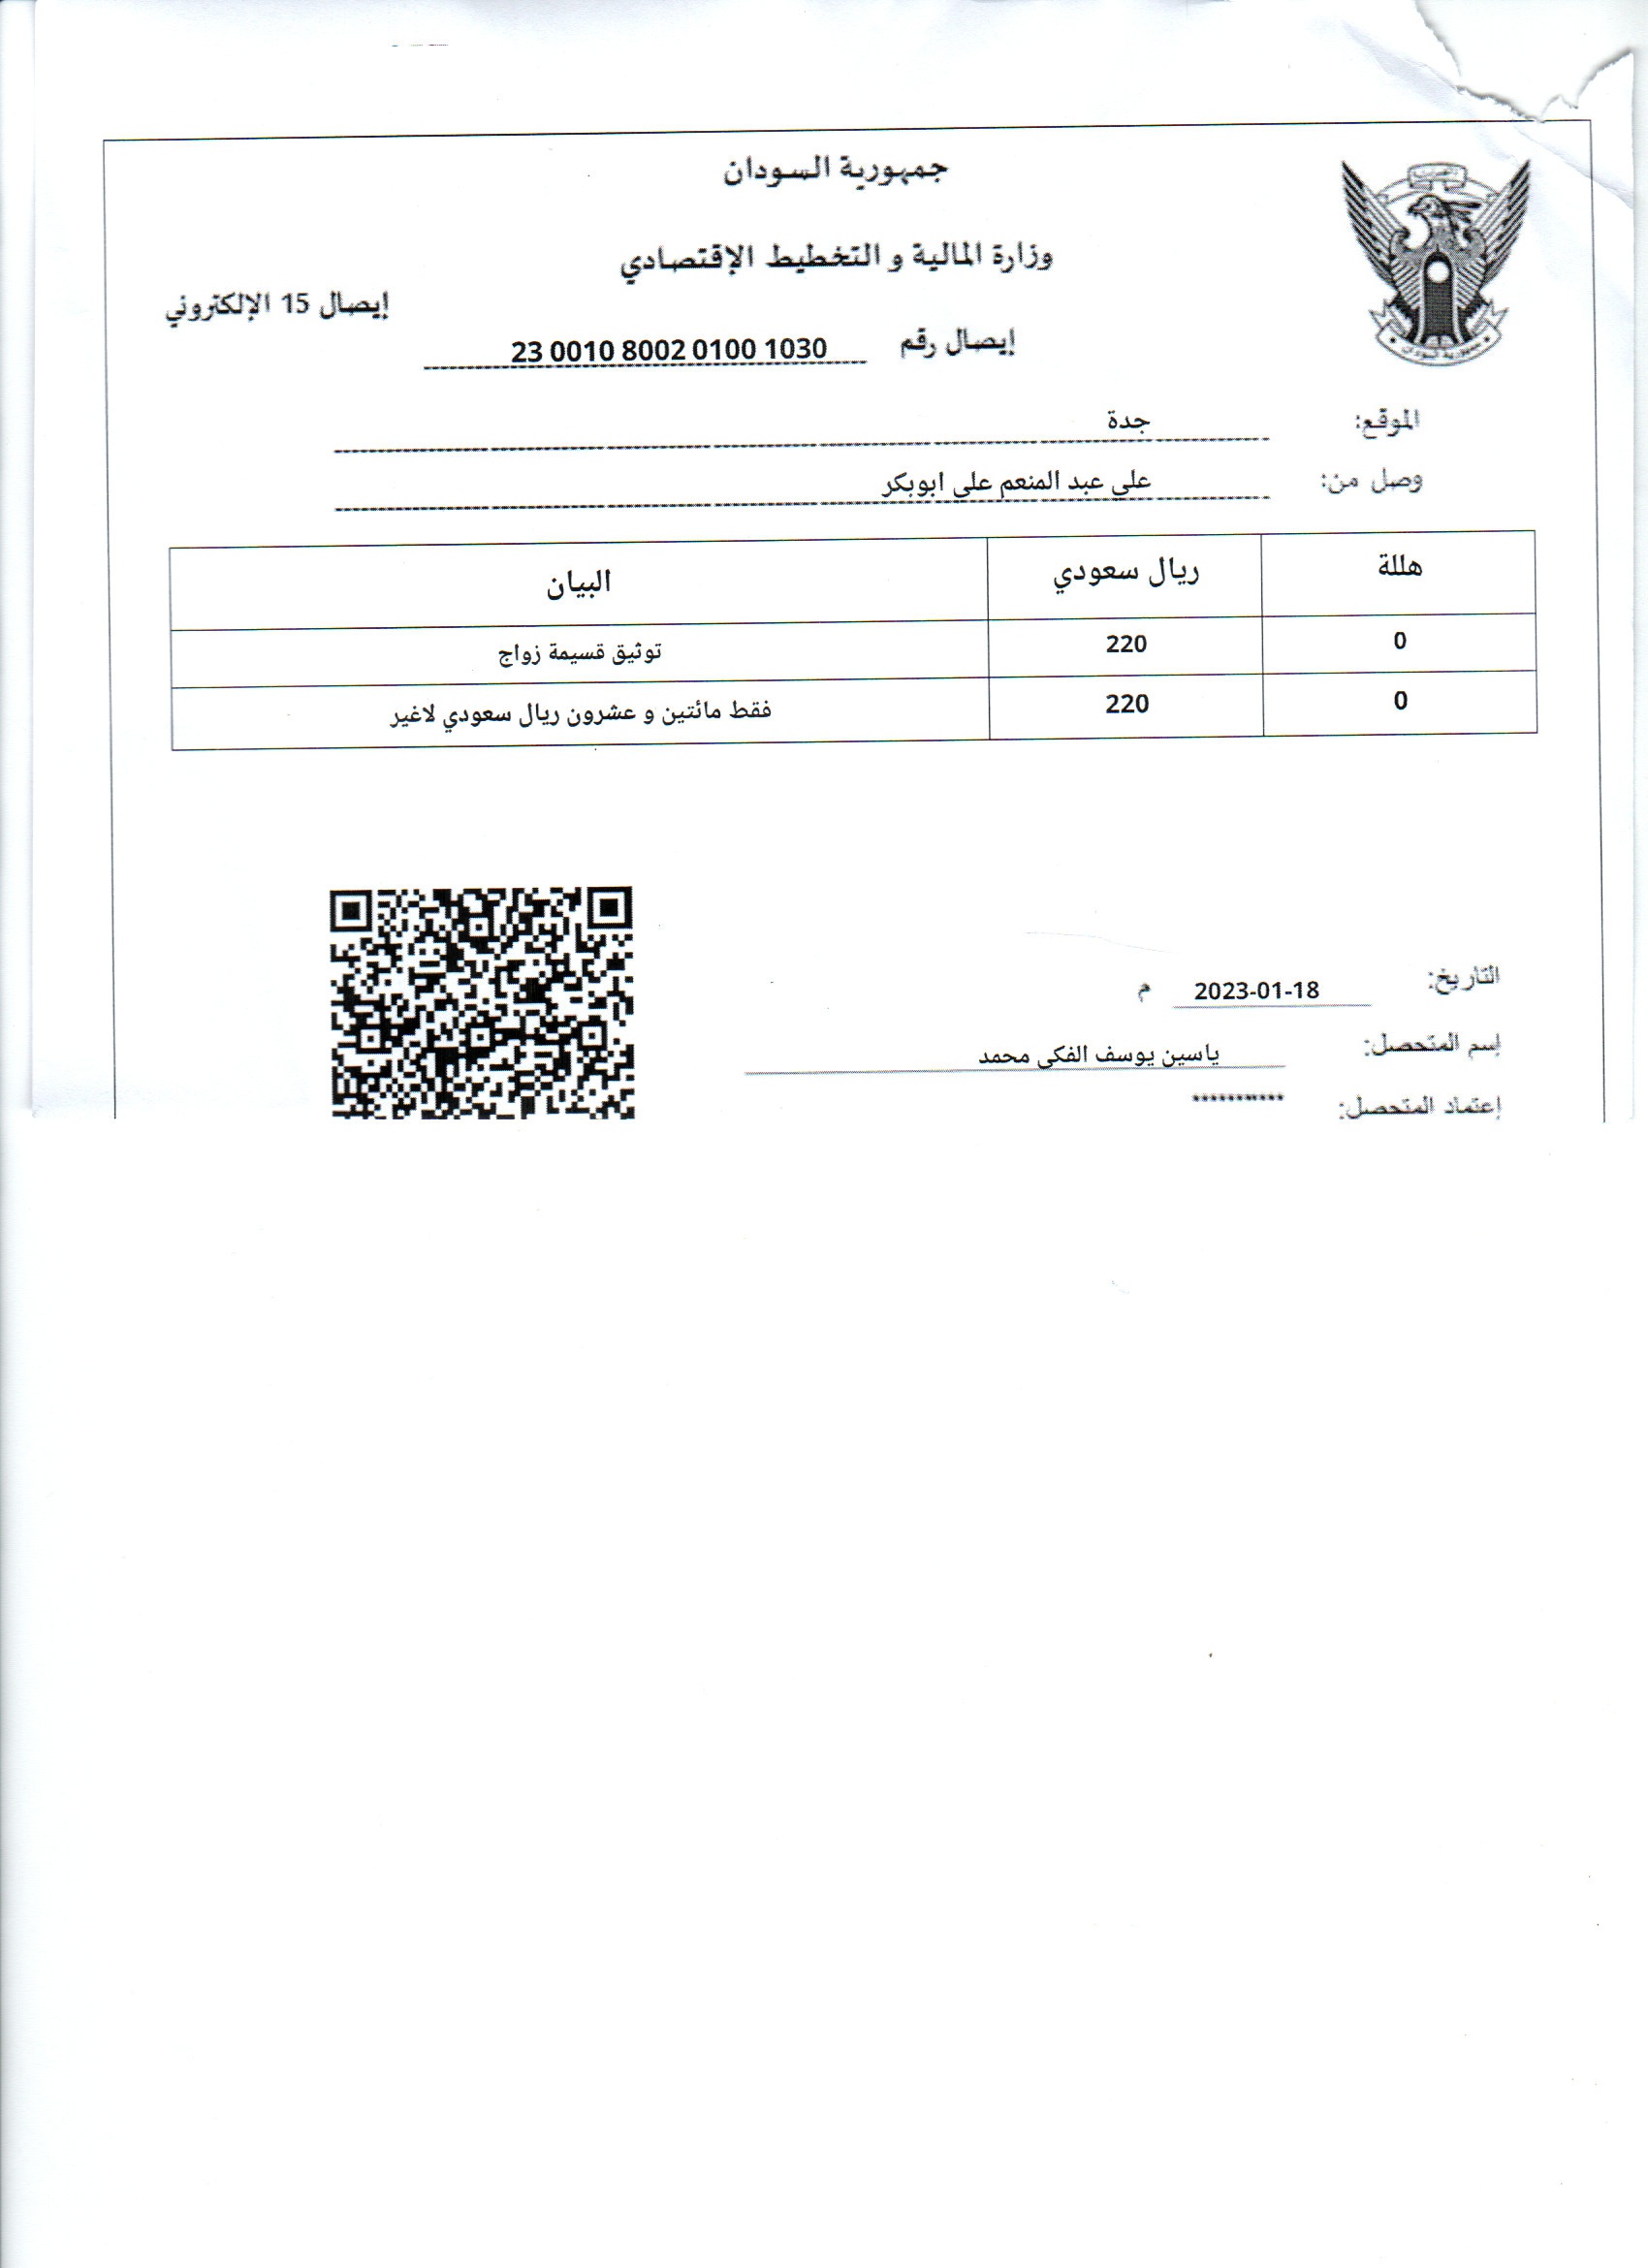 جمهورية السودان
وزارة المالية و التخطيط الإقتصادي
إيصال 15 الإلكتروني
إيصال رقم 23 0010 8002 0100 1030
الموقع: جدة
وصل من: على عبد المنعم على ابوبكر
هللة ريال سعودي البيان
0 220 توثيق قسيمة زواج
0 220 فقط مائتين و عشرون ريال سعودي لاغير
التاريخ: 2023-01-18 م
إسم المتحصل: ياسين يوسف الفكى محمد
إعتماد المتحصل: **********
جمهورية السودان